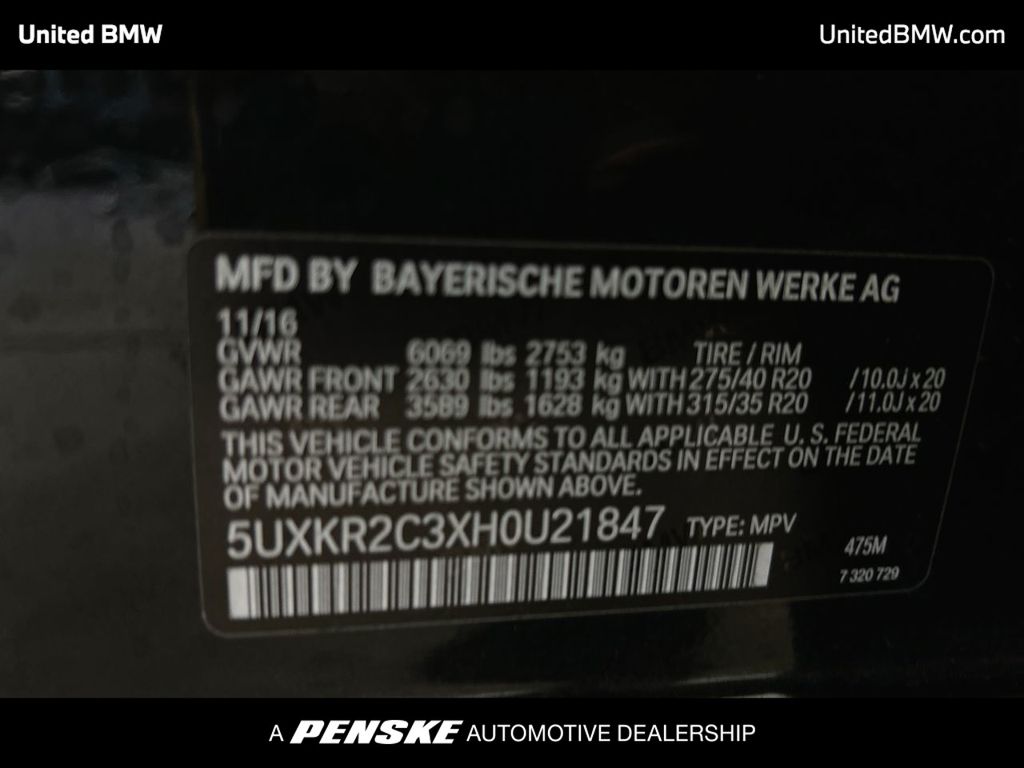 United BMW
UnitedBMW.com
MFD BY BAYERISCHE MOTOREN WERKE AG
11/16
GVWR 6069 lbs 2753 kg TIRE / RIM
GAWR FRONT 2630 lbs 1193 kg WITH 275/40 R20 /10.0J x 20
GAWR REAR 3589 lbs 1628 kg WITH 315/35 R20 /11.0J x 20
THIS VEHICLE CONFORMS TO ALL APPLICABLE U. S. FEDERAL
MOTOR VEHICLE SAFETY STANDARDS IN EFFECT ON THE DATE
OF MANUFACTURE SHOWN ABOVE.
5UXKR2C3XH0U21847 TYPE: MPV
475M
7 320 729
A PENSKE AUTOMOTIVE DEALERSHIP